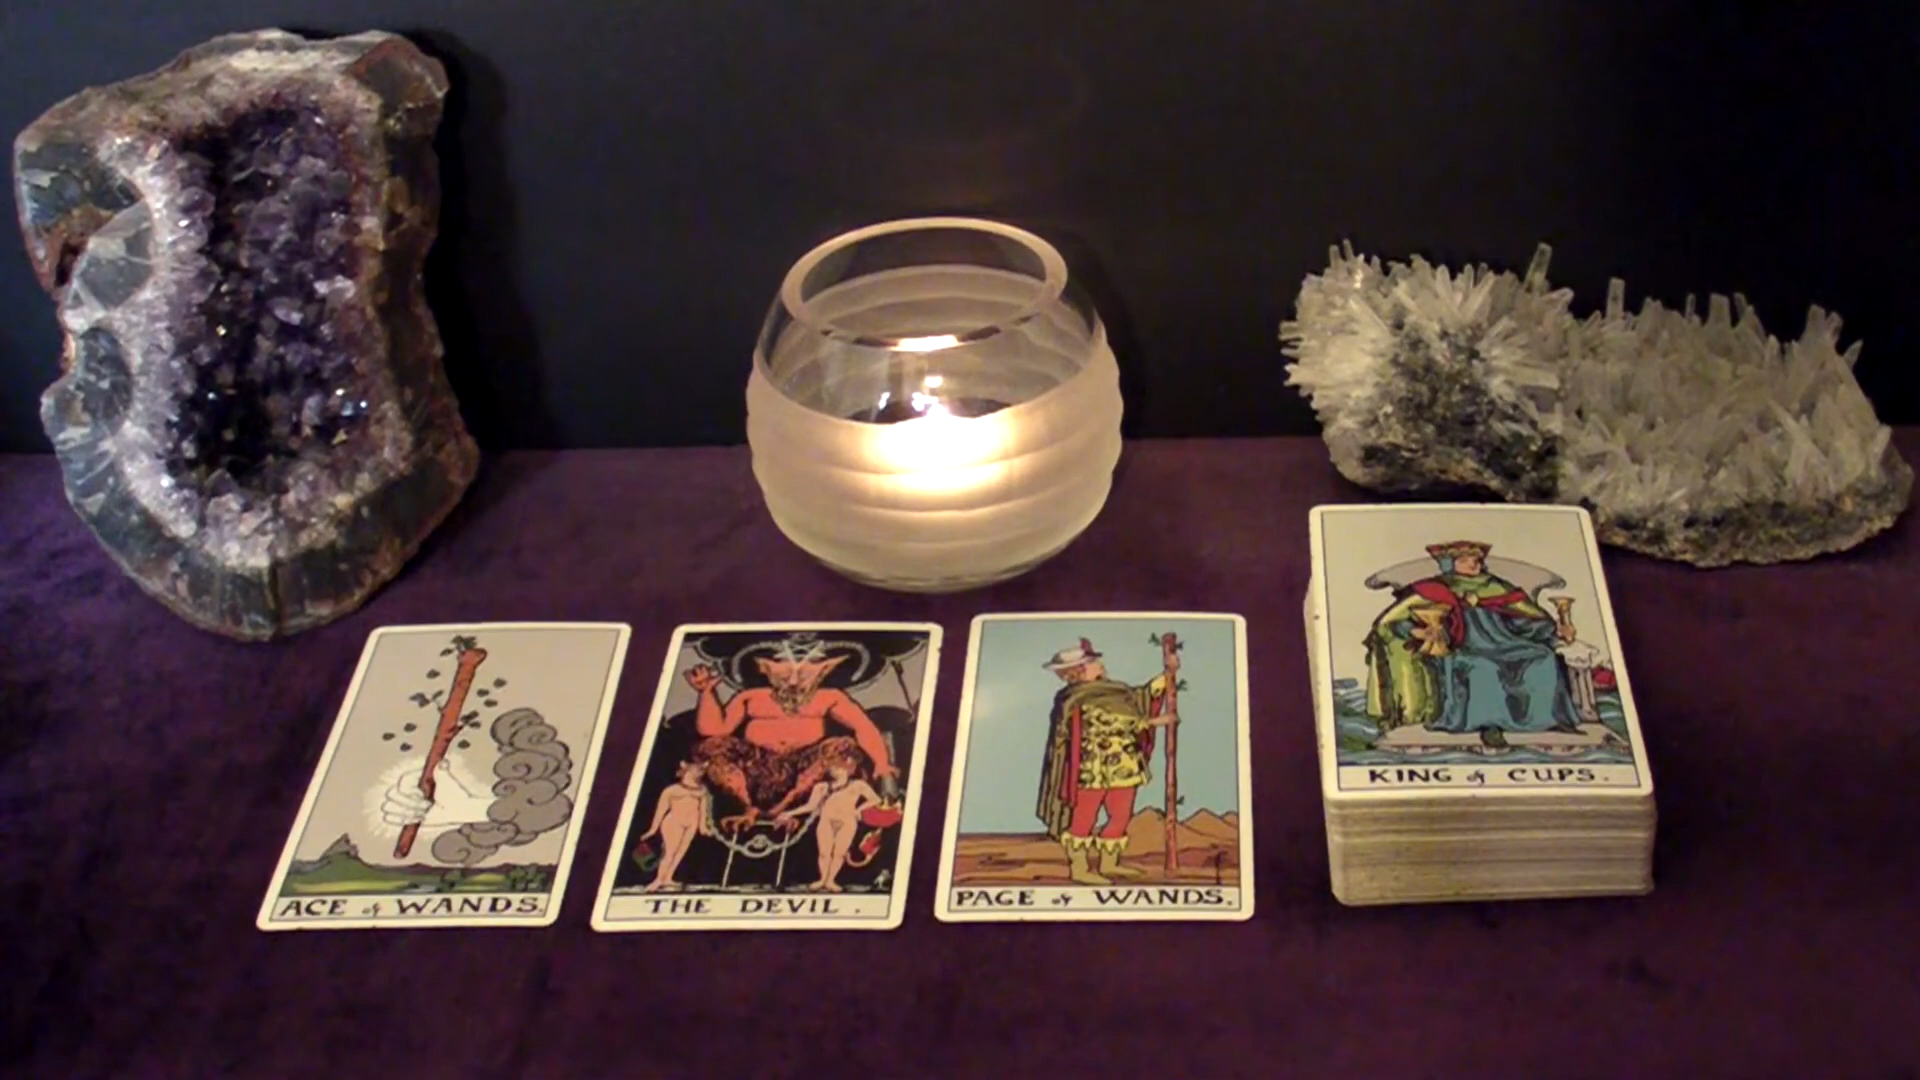 ACE of WANDS.
THE DEVIL.
PAGE of WANDS.
KING of CUPS.